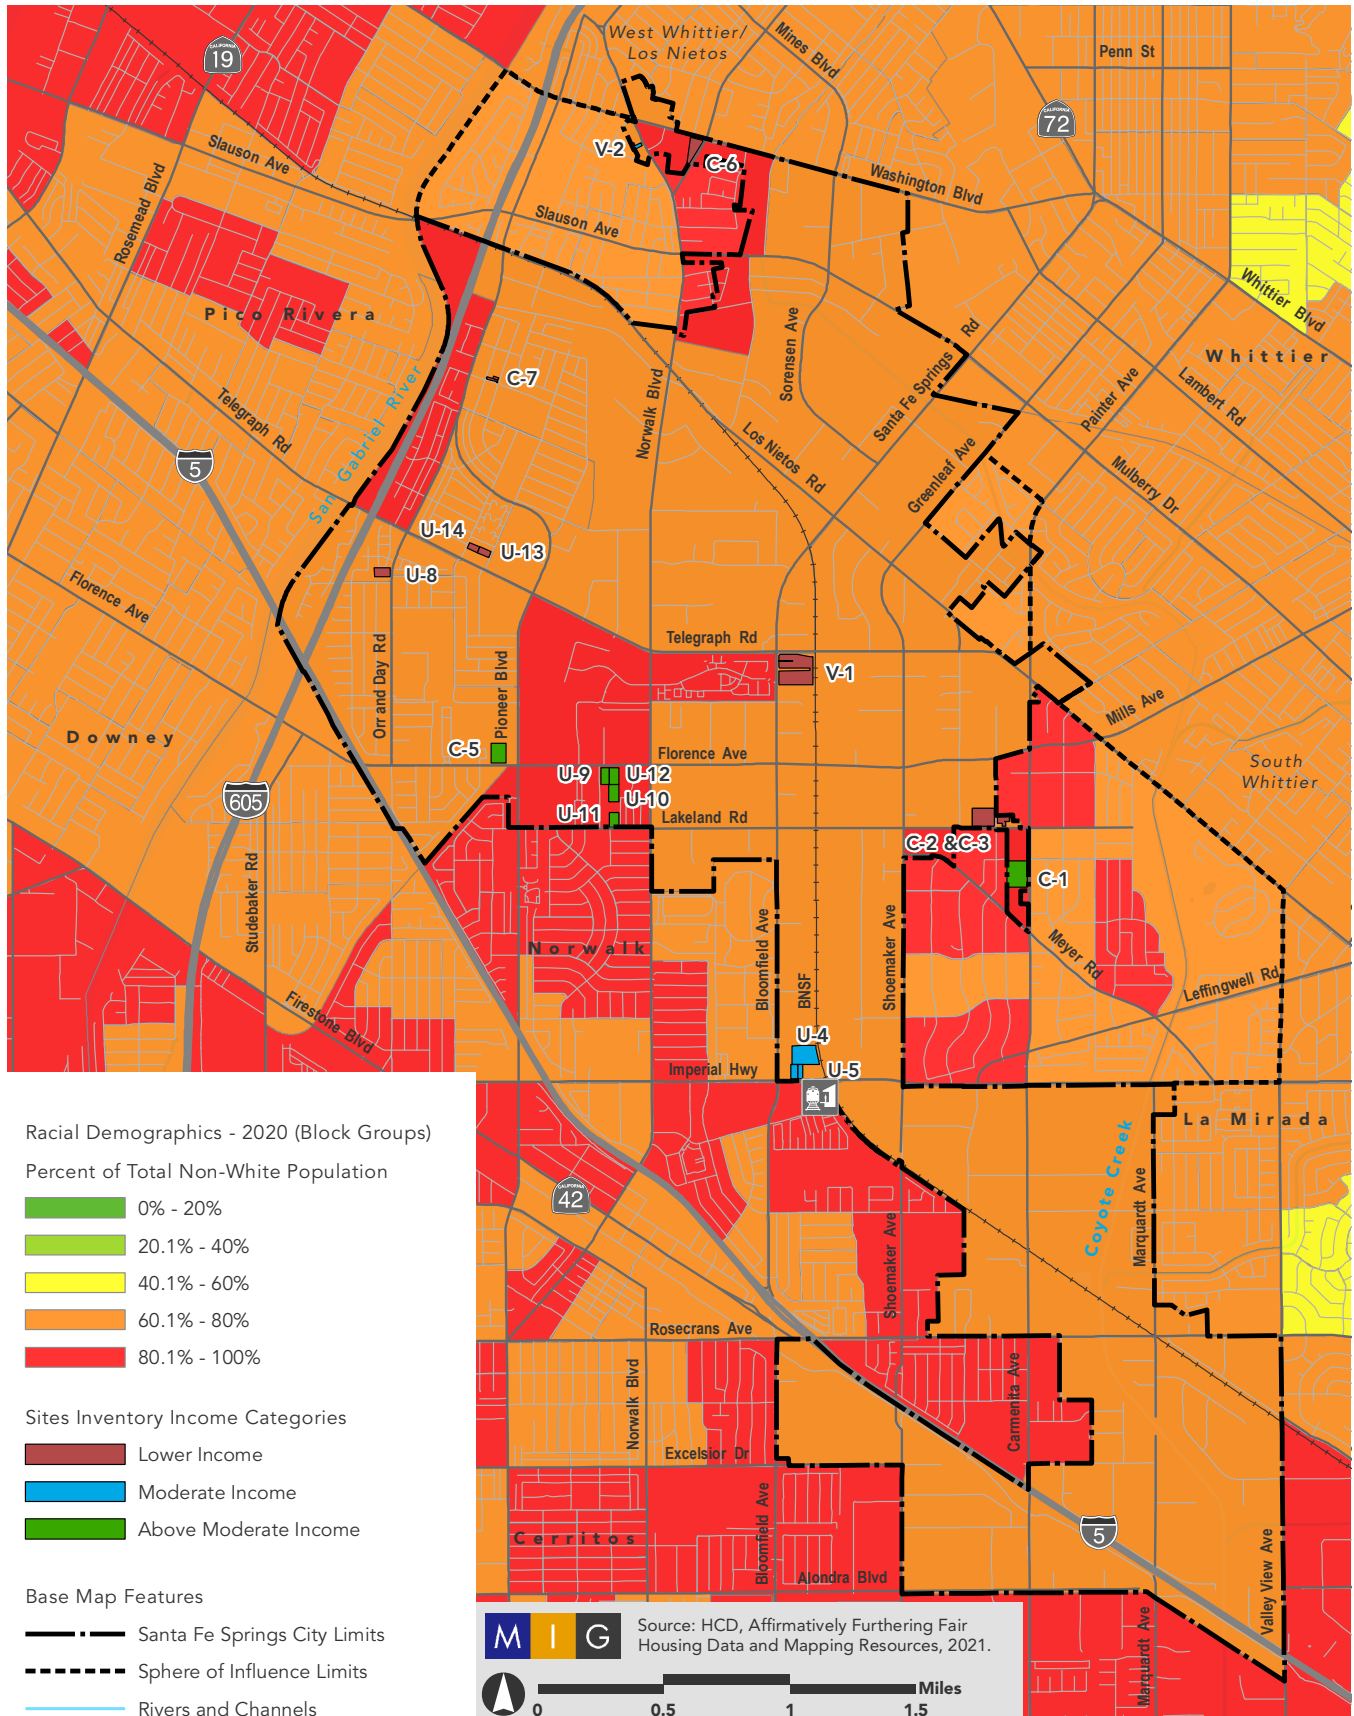 West Whittier/
Los Nietos
Mines Blvd
Penn St
CALIFORNIA
19
CALIFORNIA
72
Slauson Ave
V-2
C-6
Washington Blvd
Rosemead Blvd
Slauson Ave
Whittier Blvd
Pico Rivera
Sorensen Ave
Santa Fe Springs Rd
Whittier
San Gabriel River
C-7
Norwalk Blvd
Painter Ave
Lambert Rd
Telegraph Rd
Los Nietos Rd
Greenleaf Ave
Mulberry Dr
5
U-14
U-13
U-8
Florence Ave
Telegraph Rd
Orr and Day Rd
Pioneer Blvd
V-1
Mills Ave
Downey
C-5
Florence Ave
South
Whittier
U-9
U-12
U-10
605
U-11
Lakeland Rd
C-2 &C-3
C-1
Studebaker Rd
Norwalk
Bloomfield Ave
BNSF
Shoemaker Ave
Meyer Rd
Leffingwell Rd
Firestone Blvd
U-4
Imperial Hwy
U-5
La Mirada
Coyote Creek
Marquardt Ave
CALIFORNIA
42
Shoemaker Ave
Rosecrans Ave
Norwalk Blvd
Carmenita Ave
Excelsior Dr
Bloomfield Ave
Cerritos
5
Valley View Ave
Alondra Blvd
Marquardt Ave
Racial Demographics - 2020 (Block Groups)
Percent of Total Non-White Population
0% - 20%
20.1% - 40%
40.1% - 60%
60.1% - 80%
80.1% - 100%
Sites Inventory Income Categories
Lower Income
Moderate Income
Above Moderate Income
Base Map Features
Santa Fe Springs City Limits
Sphere of Influence Limits
Rivers and Channels
M I G
Source: HCD, Affirmatively Furthering Fair
Housing Data and Mapping Resources, 2021.
Miles
0 0.5 1 1.5